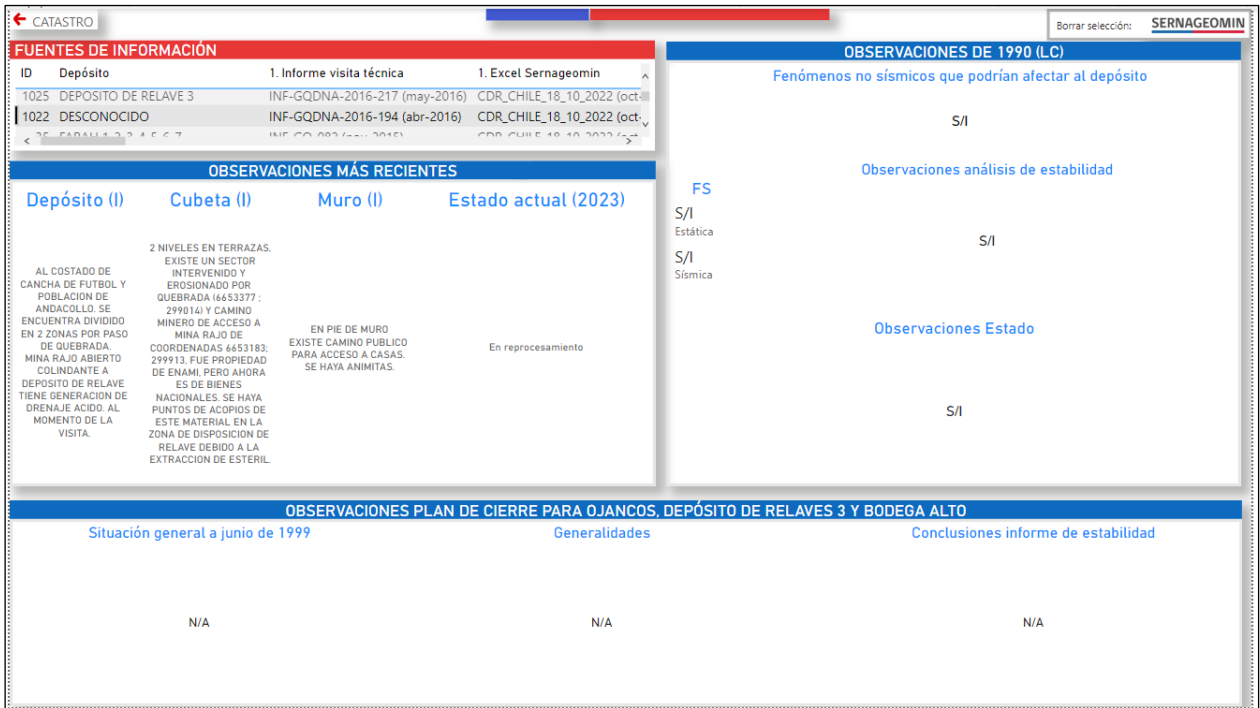 CATASTRO
Borrar selección:
SERNAGEOMIN
FUENTES DE INFORMACIÓN
ID Depósito 1. Informe visita técnica 1. Excel Sernageomin
1025 DEPOSITO DE RELAVE 3 INF-GQDNA-2016-217 (may-2016) CDR_CHILE_18_10_2022 (oct-
1022 DESCONOCIDO INF-GQDNA-2016-194 (abr-2016) CDR_CHILE_18_10_2022 (oct-
OBSERVACIONES MÁS RECIENTES
Depósito (I)
AL COSTADO DE
CANCHA DE FUTBOL Y
POBLACION DE
ANDACOLLO. SE
ENCUENTRA DIVIDIDO
EN 2 ZONAS POR PASO
DE QUEBRADA.
MINA RAJO ABIERTO
COLINDANTE A
DEPOSITO DE RELAVE
TIENE GENERACION DE
DRENAJE ACIDO. AL
MOMENTO DE LA
VISITA.
Cubeta (I)
2 NIVELES EN TERRAZAS,
EXISTE UN SECTOR
INTERVENIDO Y
EROSIONADO POR
QUEBRADA (6653377 ;
299014) Y CAMINO
MINERO DE ACCESO A
MINA RAJO DE
COORDENADAS 6653183;
299913, FUE PROPIEDAD
DE ENAMI, PERO AHORA
ES DE BIENES
NACIONALES. SE HAYA
PUNTOS DE ACOPIOS DE
ESTE MATERIAL EN LA
ZONA DE DISPOSICION DE
RELAVE DEBIDO A LA
EXTRACCION DE ESTERIL.
Muro (I)
EN PIE DE MURO
EXISTE CAMINO PUBLICO
PARA ACCESO A CASAS.
SE HAYA ANIMITAS.
Estado actual (2023)
En reprocesamiento
OBSERVACIONES DE 1990 (LC)
Fenómenos no sísmicos que podrían afectar al depósito
S/I
FS
S/I
Estática
S/I
Sísmica
Observaciones análisis de estabilidad
S/I
Observaciones Estado
S/I
OBSERVACIONES PLAN DE CIERRE PARA OJANCOS, DEPÓSITO DE RELAVES 3 Y BODEGA ALTO
Situación general a junio de 1999
N/A
Generalidades
N/A
Conclusiones informe de estabilidad
N/A